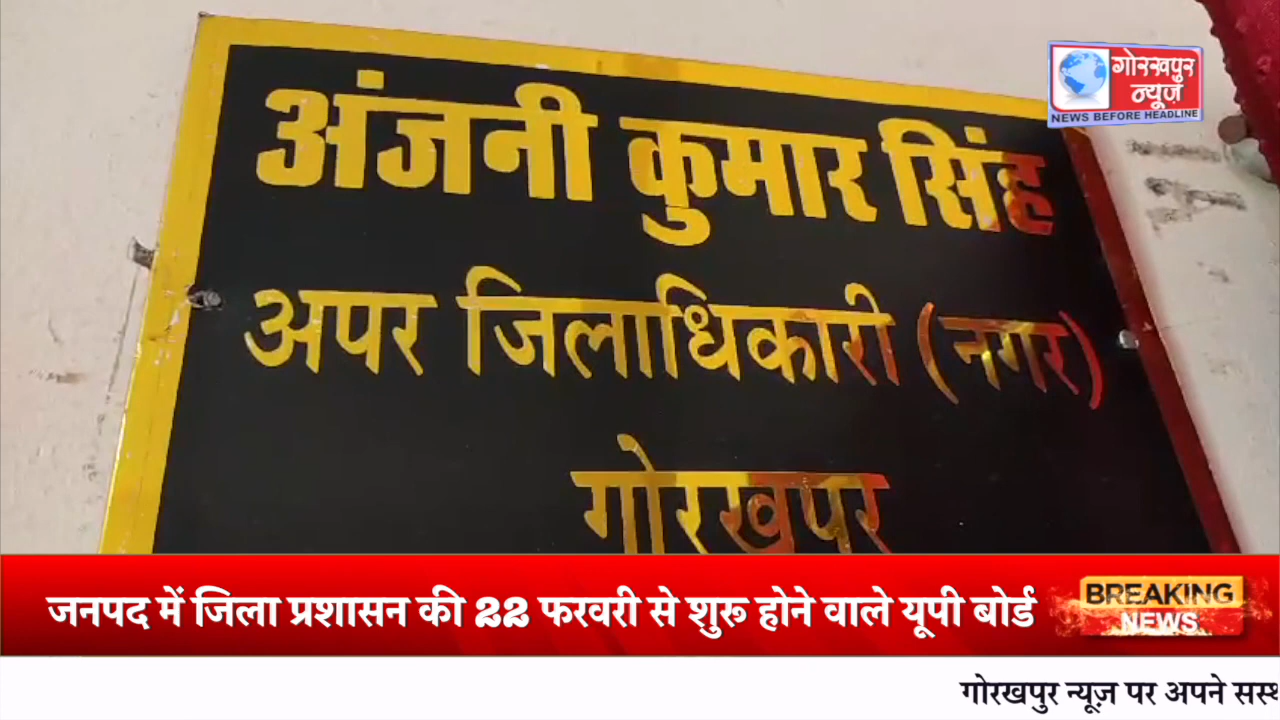 गोरखपुर
न्यूज़
NEWS BEFORE HEADLINE
अंजनी कुमार सिंह
अपर जिलाधिकारी (नगर)
गोरखपुर
जनपद में जिला प्रशासन की 22 फरवरी से शुरू होने वाले यूपी बोर्ड
BREAKING
NEWS
गोरखपुर न्यूज़ पर अपने